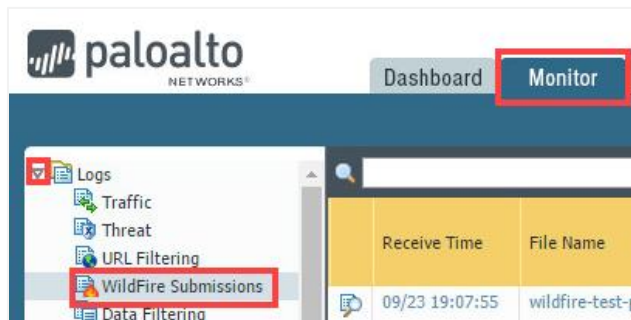 paloalto
NETWORKS®
Dashboard
Monitor
Logs
Traffic
Threat
URL Filtering
WildFire Submissions
Data Filtering
Receive Time
File Name
09/23 19:07:55
wildfire-test-